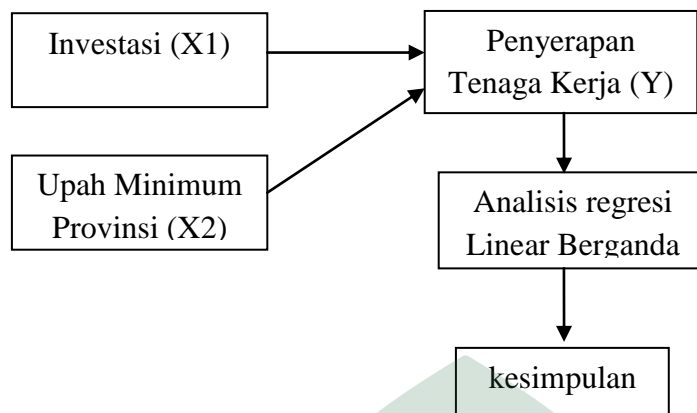 Investasi (X1)
Penyerapan
Tenaga Kerja (Y)
Upah Minimum
Provinsi (X2)
Analisis regresi
Linear Berganda
kesimpulan